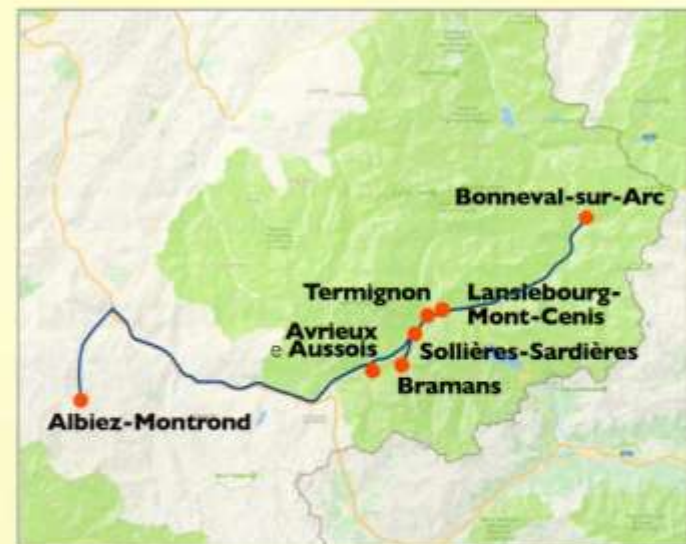 Bonneval-sur-Arc
Termignon
Lanslebourg-
Mont-Cenis
Avrieux
e Aussois
Sollières-Sardières
Bramans
Albiez-Montrond